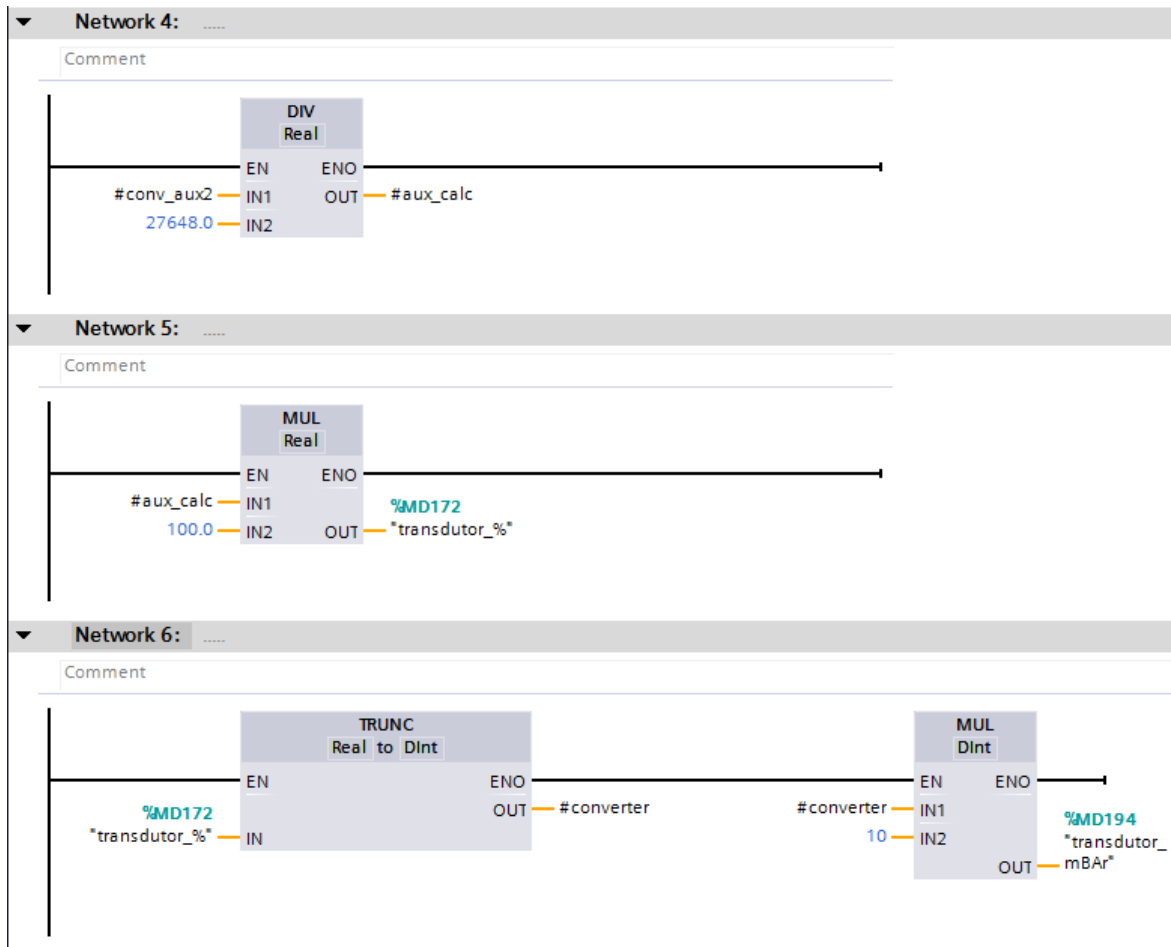 Network 4: .....
Comment
DIV
Real
EN ENO
#conv_aux2 IN1 OUT #aux_calc
27648.0 IN2
Network 5: .....
Comment
MUL
Real
EN ENO
#aux_calc IN1 %MD172
100.0 IN2 OUT "transdutor_%"
Network 6: .....
Comment
TRUNC MUL
Real to DInt DInt
EN ENO EN ENO
%MD172 OUT #converter #converter IN1 %MD194
"transdutor_%" IN 10 IN2 "transdutor_
OUT mBAr"